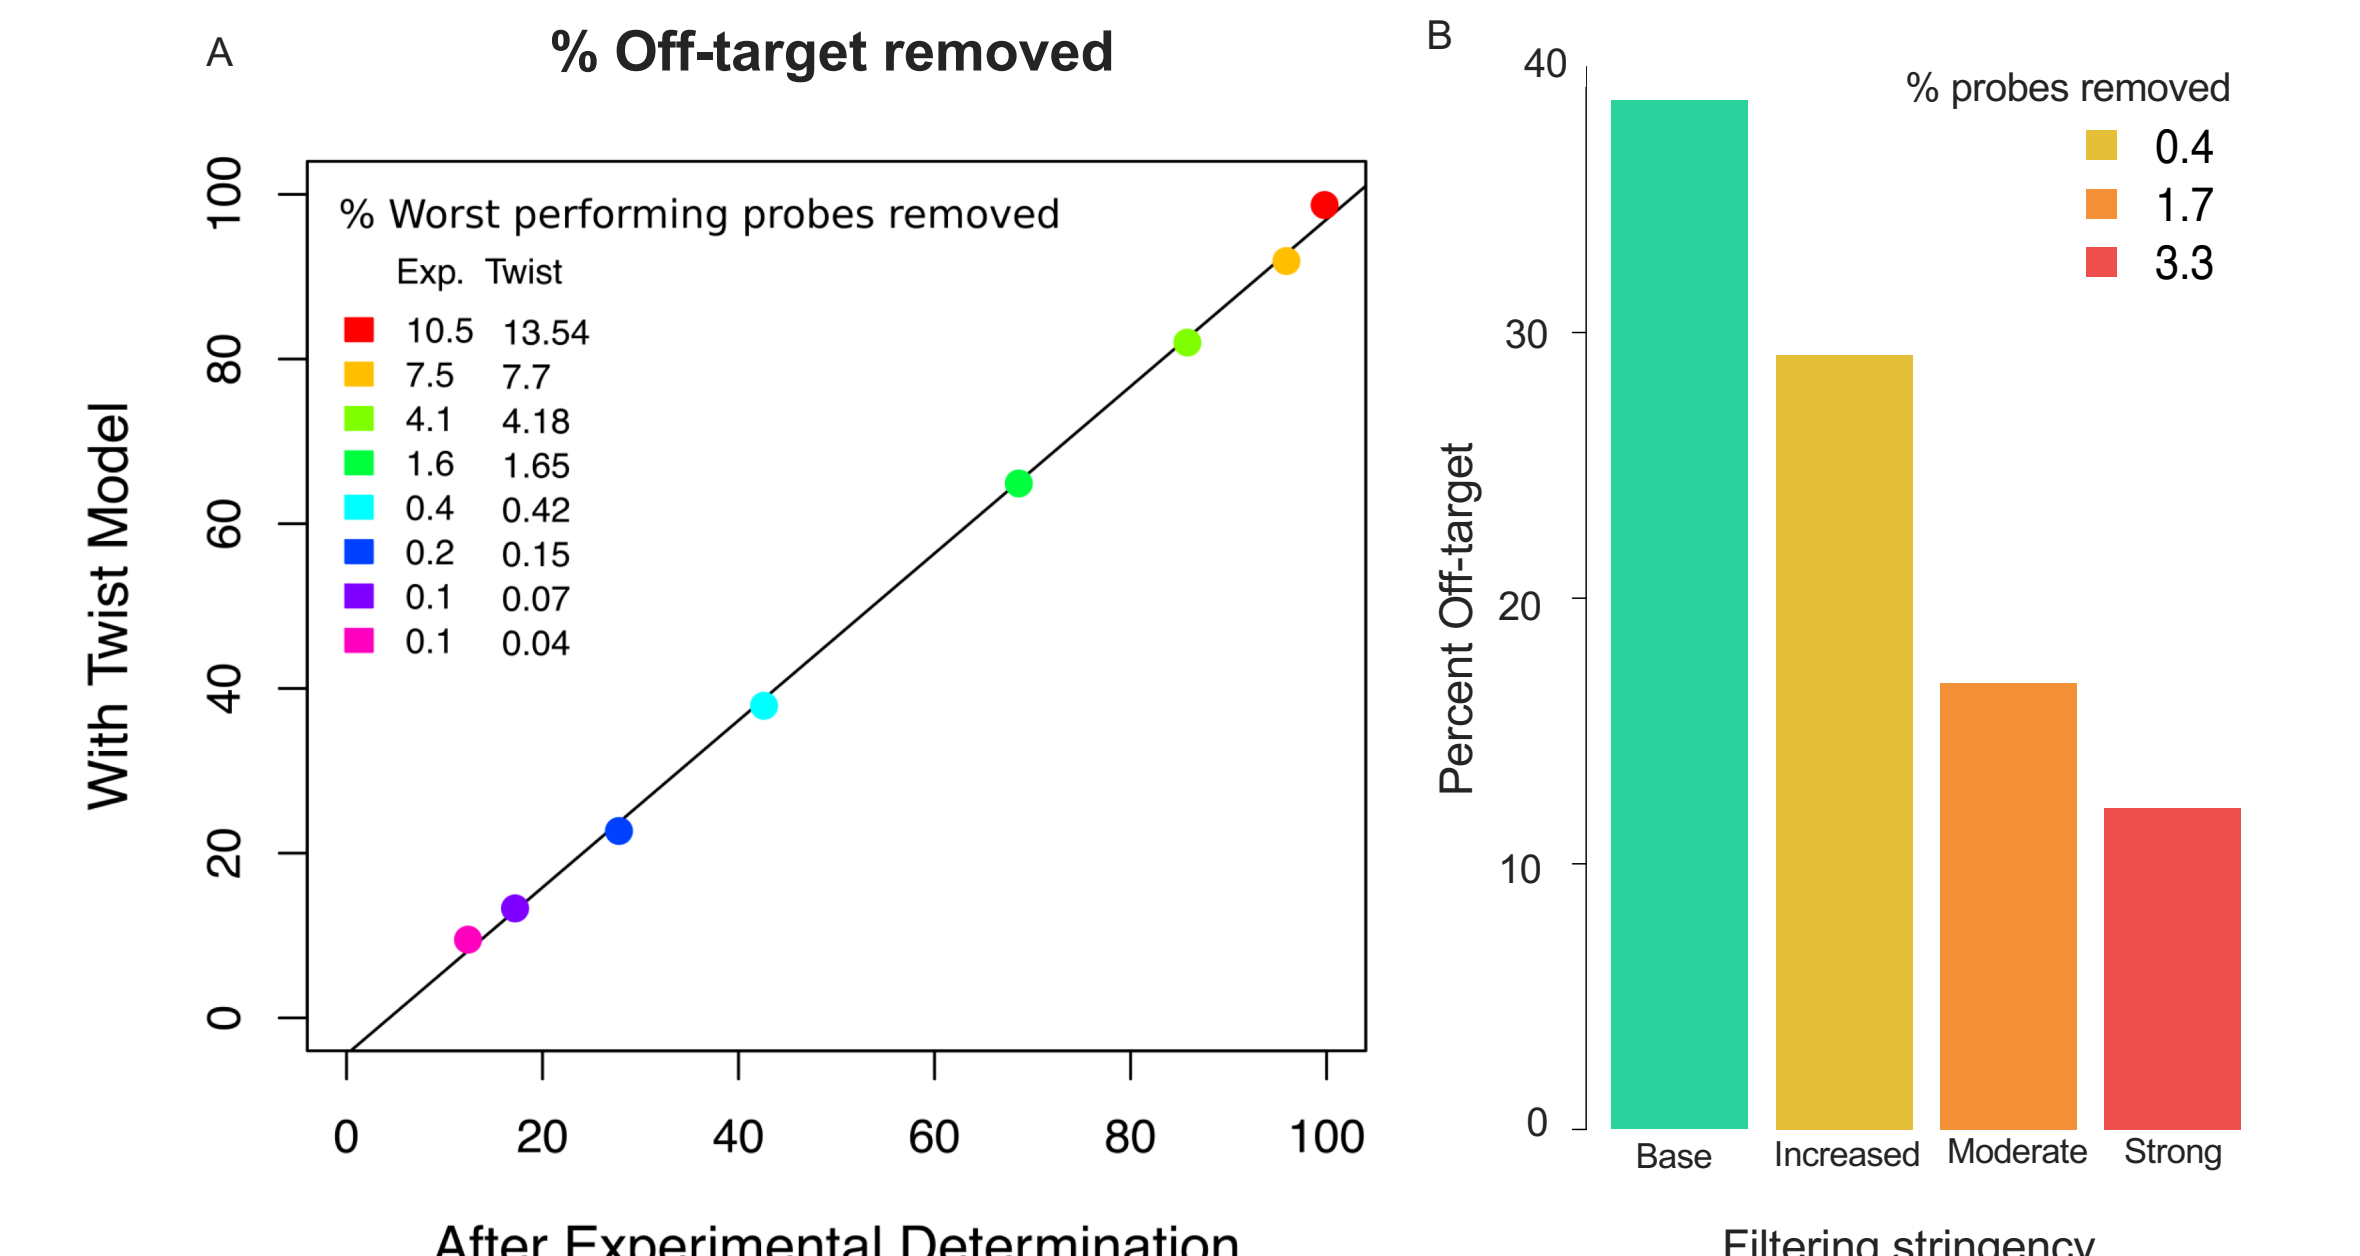 A
% Off-target removed
With Twist Model
100
80
60
40
20
0
% Worst performing probes removed
Exp. Twist
10.5 13.54
7.5 7.7
4.1 4.18
1.6 1.65
0.4 0.42
0.2 0.15
0.1 0.07
0.1 0.04
0 20 40 60 80 100
After Experimental Determination
B
Percent Off-target
40
30
20
10
0
% probes removed
0.4
1.7
3.3
Base Increased Moderate Strong
Filtering stringency